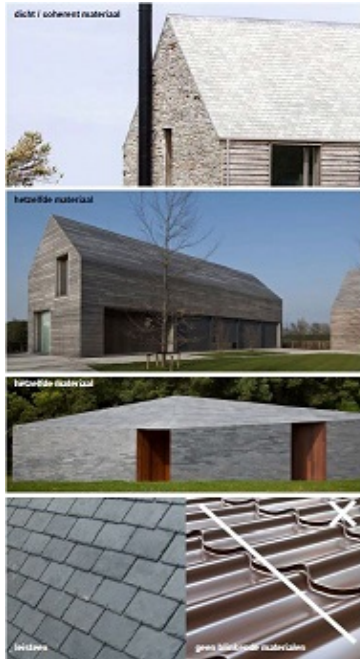 dicht / coherent materiaal
hetzelfde materiaal
hetzelfde materiaal
leisteen
geen blinkende materialen